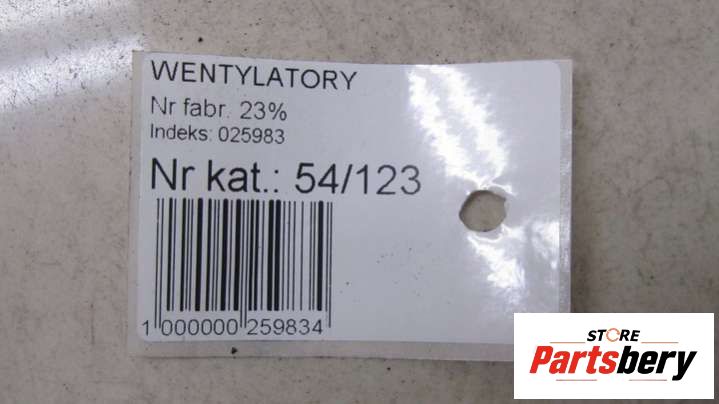 WENTYLATORY
Nr fabr. 23%
Indeks: 025983
Nr kat.: 54/123
1 000000 259834
STORE
Partsbery